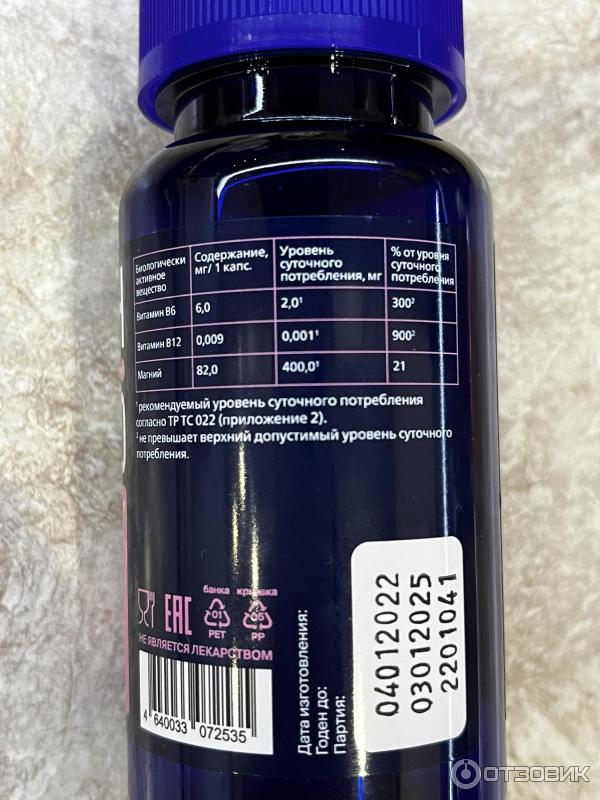 Биологически активное вещество
Содержание, мг/ 1 капс.
Уровень суточного потребления, мг
% от уровня суточного потребления
Витамин B6 6,0 2,0¹ 300²
Витамин B12 0,009 0,001¹ 900²
Магний 82,0 400,0¹ 21
¹ рекомендуемый уровень суточного потребления
согласно ТР ТС 022 (приложение 2).
² не превышает верхний допустимый уровень суточного
потребления.
банка крышка
EAC 01 05
PET PP
НЕ ЯВЛЯЕТСЯ ЛЕКАРСТВОМ
4 640033 072535
Дата изготовления: 04012022
Годен до: 03012025
Партия: 2201041
ОТЗОВИК